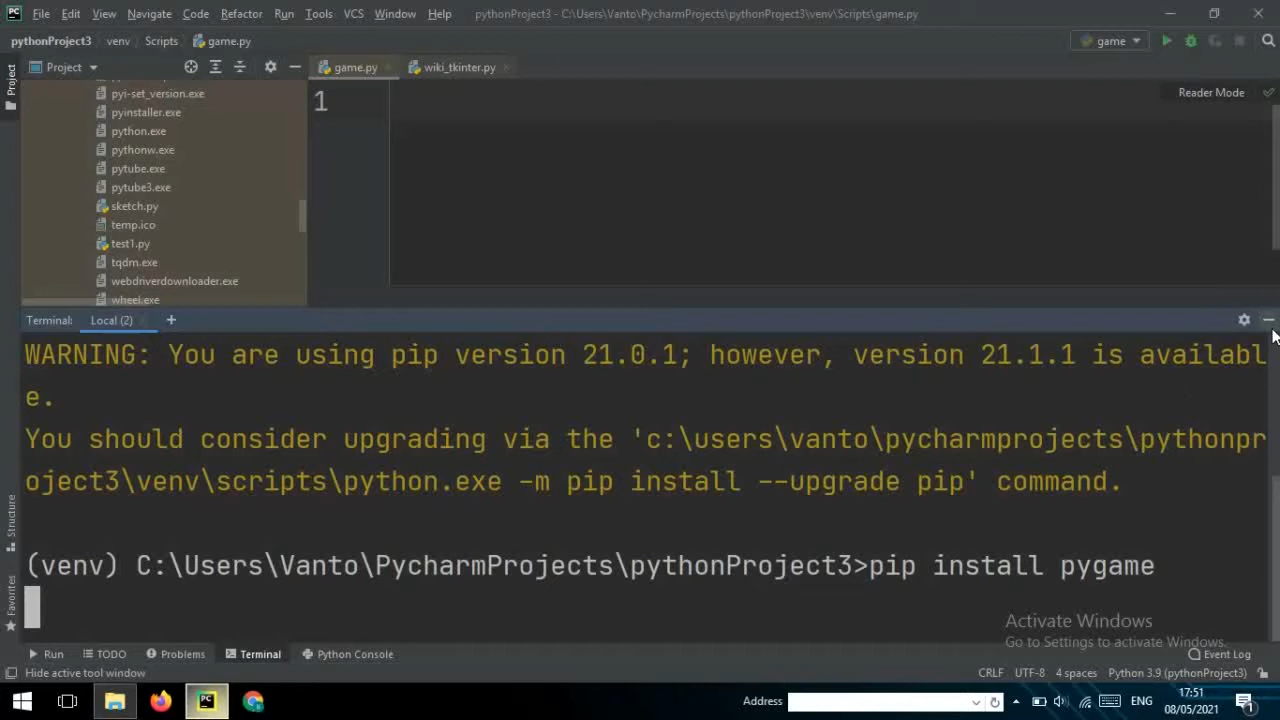 File Edit View Navigate Code Refactor Run Tools VCS Window Help pythonProject3 - C:\Users\Vanto\PycharmProjects\pythonProject3\venv\Scripts\game.py
pythonProject3 venv Scripts game.py game
Project Project game.py wiki_tkinter.py
pyi-set_version.exe 1 Reader Mode
pyinstaller.exe
python.exe
pythonw.exe
pytube.exe
pytube3.exe
sketch.py
temp.ico
test1.py
tqdm.exe
webdriverdownloader.exe
wheel.exe
Terminal: Local (2) +
WARNING: You are using pip version 21.0.1; however, version 21.1.1 is availabl
e.
You should consider upgrading via the 'c:\users\vanto\pycharmprojects\pythonpr
oject3\venv\scripts\python.exe -m pip install --upgrade pip' command.
(venv) C:\Users\Vanto\PycharmProjects\pythonProject3>pip install pygame
Structure
Favorites
Activate Windows
Go to Settings to activate Windows.
Run TODO Problems Terminal Python Console Event Log
Hide active tool window CRLF UTF-8 4 spaces Python 3.9 (pythonProject3)
PC Address ENG 17:51
08/05/2021 1